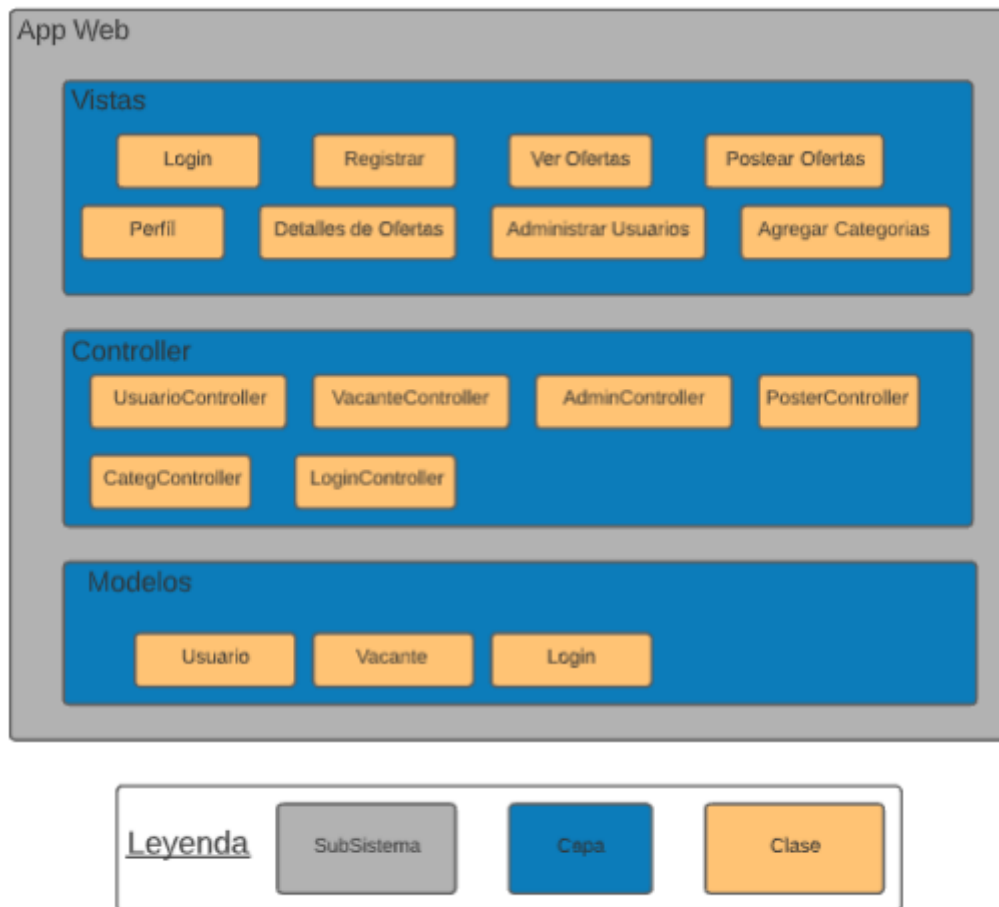 App Web
Vistas
Login
Registrar
Ver Ofertas
Postear Ofertas
Perfíl
Detalles de Ofertas
Administrar Usuarios
Agregar Categorias
Controller
UsuarioController
VacanteController
AdminController
PosterController
CategController
LoginController
Modelos
Usuario
Vacante
Login
Leyenda
SubSistema
Capa
Clase